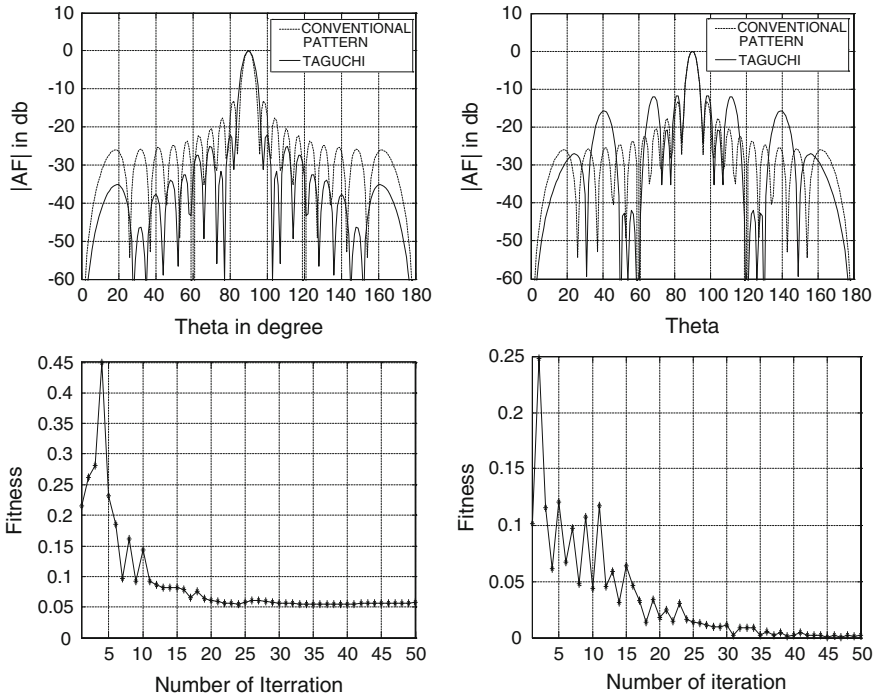 10
0
-10
-20
-30
-40
-50
-60
|AF| in db
CONVENTIONAL
PATTERN
TAGUCHI
0 20 40 60 80 100 120 140 160 180
Theta in degree
10
0
-10
-20
-30
-40
-50
-60
|AF| in db
CONVENTIONAL
PATTERN
TAGUCHI
0 20 40 60 80 100 120 140 160 180
Theta
0.45
0.4
0.35
0.3
0.25
0.2
0.15
0.1
0.05
0
Fitness
5 10 15 20 25 30 35 40 45 50
Number of Iterration
0.25
0.2
0.15
0.1
0.05
0
Fitness
5 10 15 20 25 30 35 40 45 50
Number of iteration